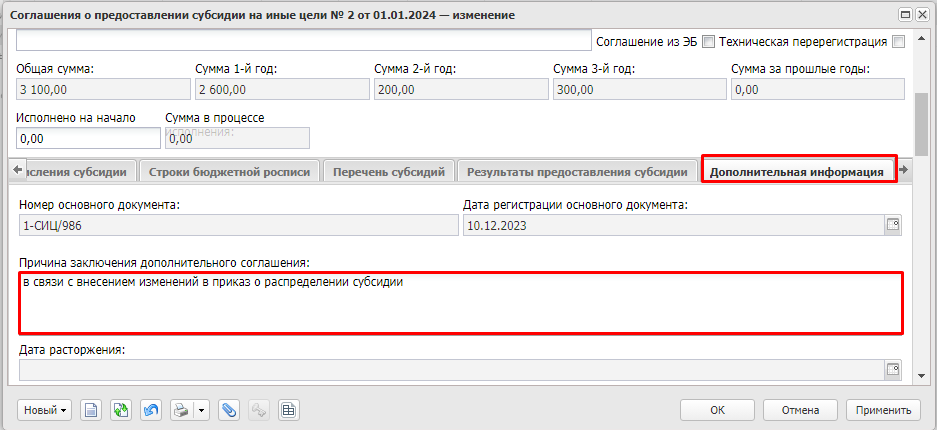 Соглашения о предоставлении субсидии на иные цели № 2 от 01.01.2024 — изменение
Соглашение из ЭБ Техническая перерегистрация
Общая сумма: Сумма 1-й год: Сумма 2-й год: Сумма 3-й год: Сумма за прошлые годы:
3 100,00 2 600,00 200,00 300,00 0,00
Исполнено на начало Сумма в процессе
исполнения:
0,00 0,00
исления субсидии Строки бюджетной росписи Перечень субсидий Результаты предоставления субсидии Дополнительная информация
Номер основного документа: Дата регистрации основного документа:
1-СИЦ/986 10.12.2023
Причина заключения дополнительного соглашения:
в связи с внесением изменений в приказ о распределении субсидии
Дата расторжения:
Новый ОК Отмена Применить